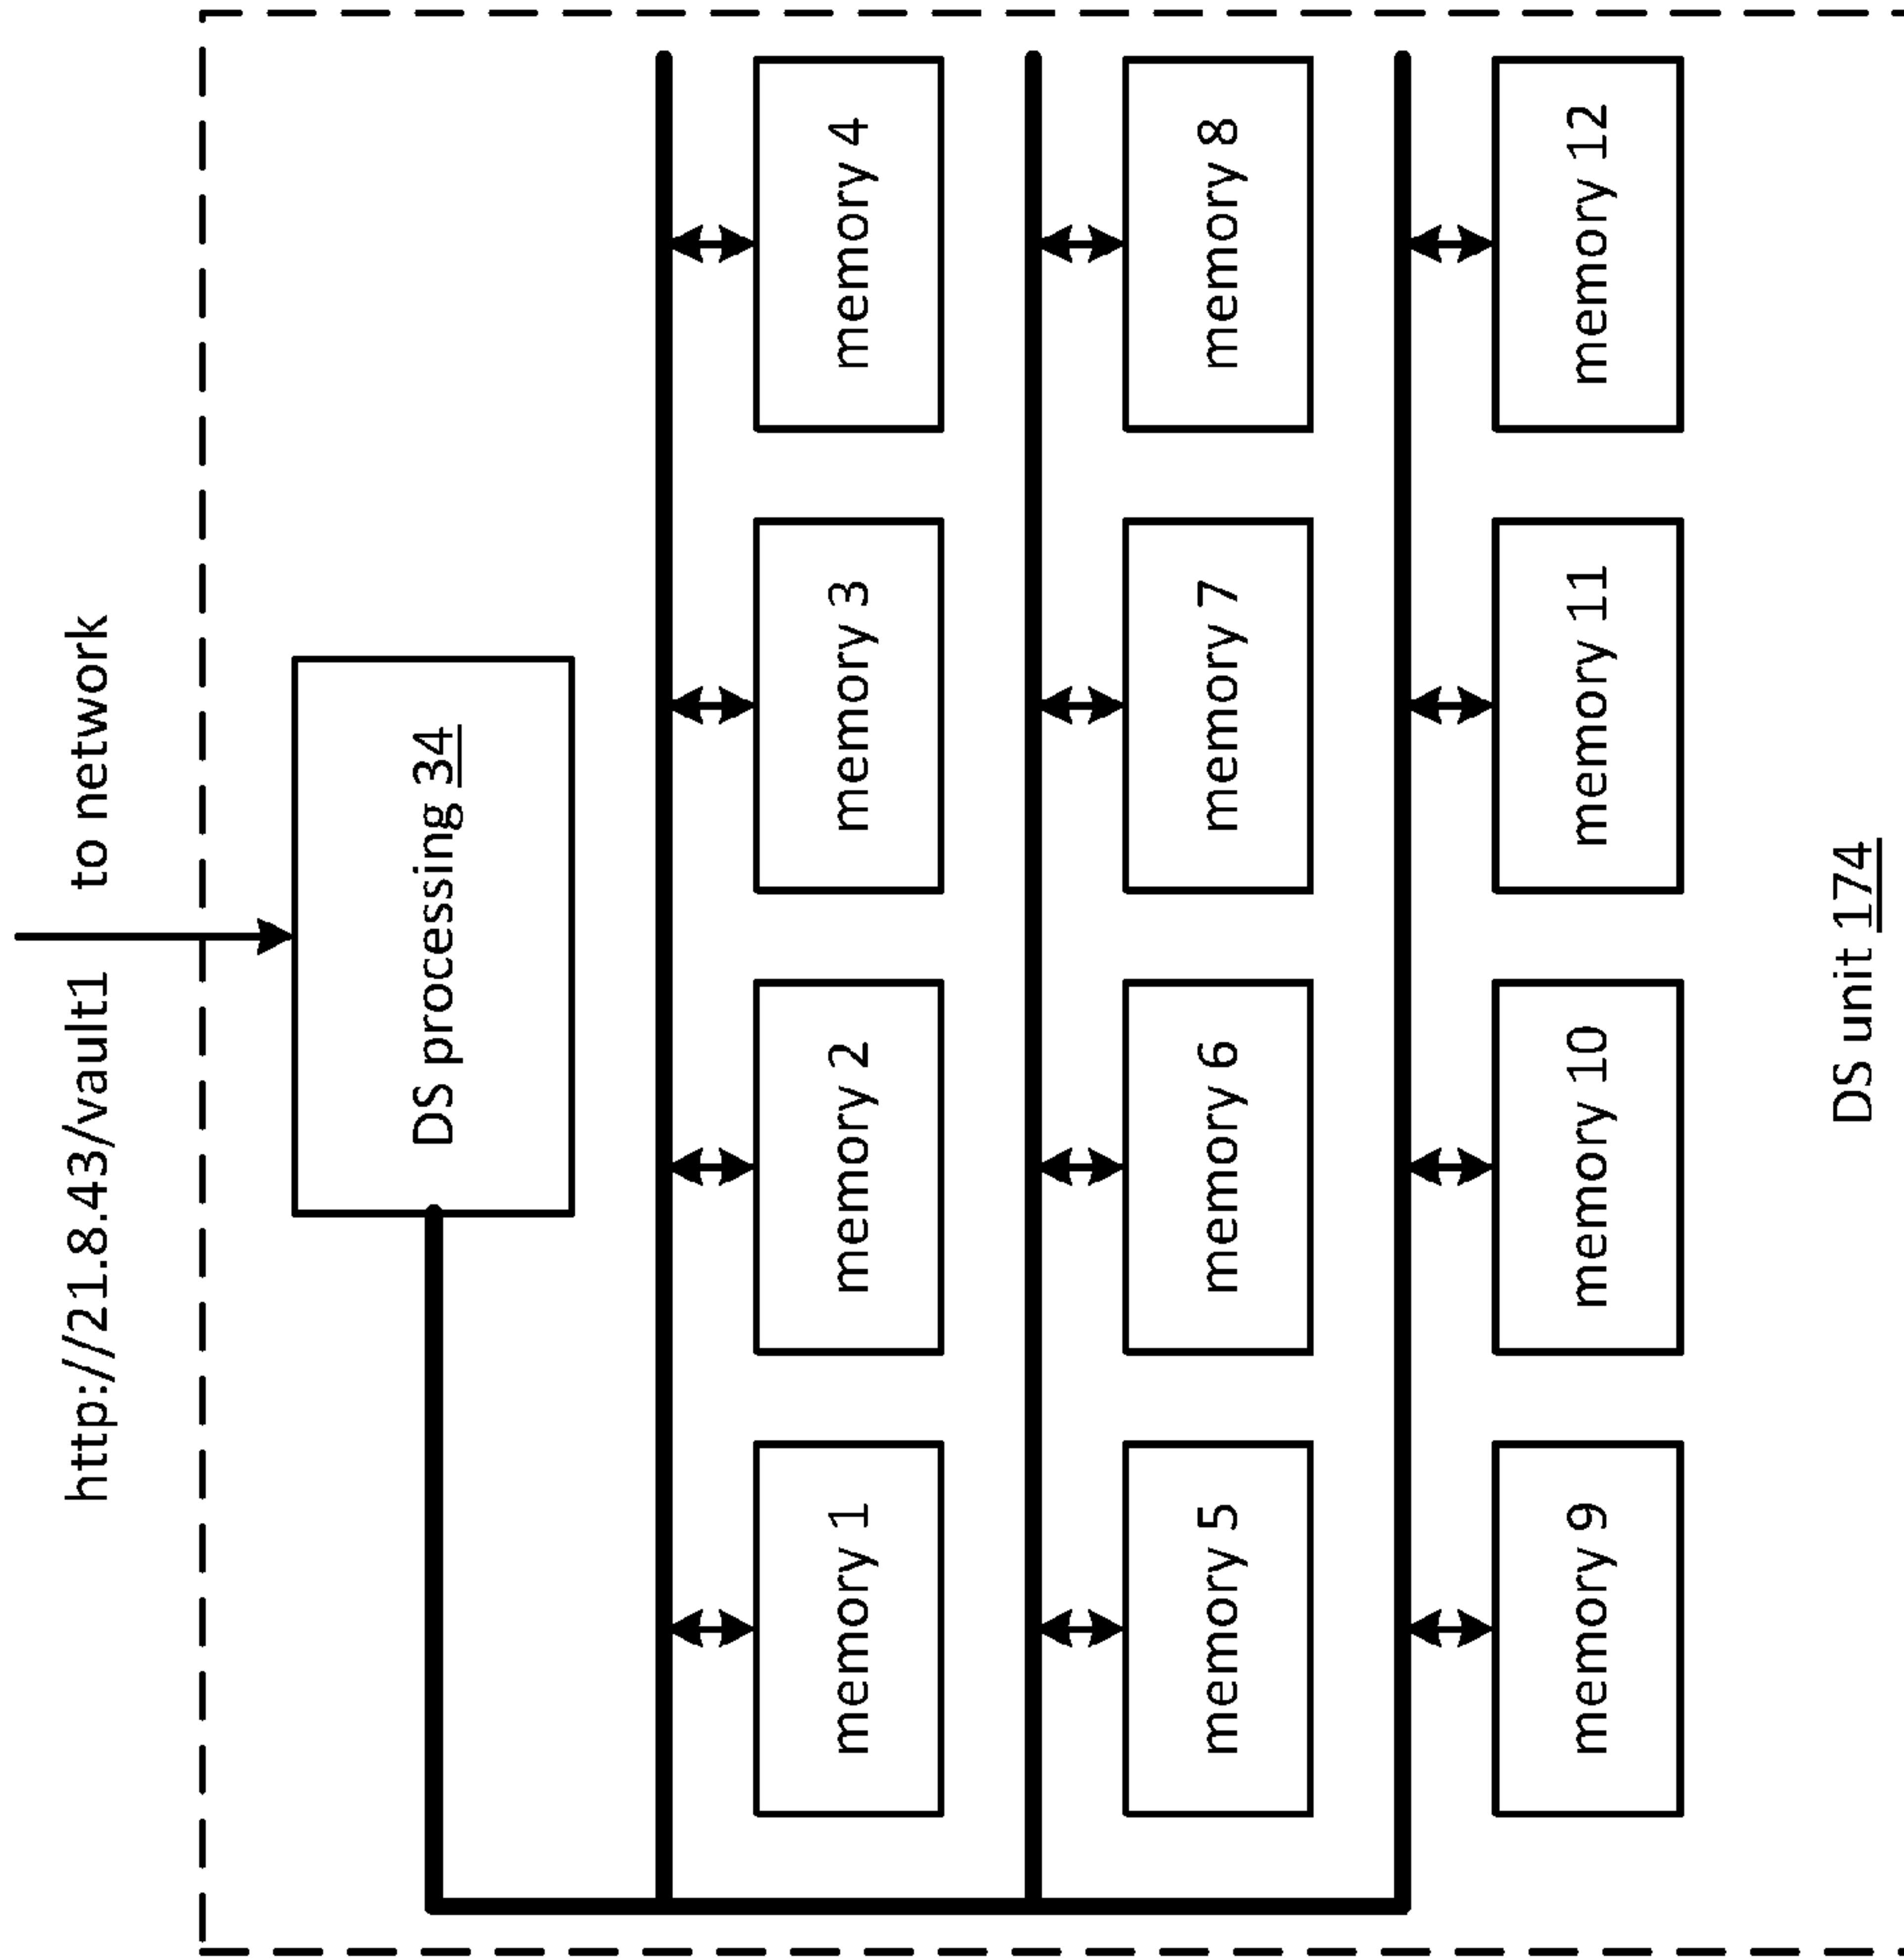 http://21.8.43/vault1 to network
DS processing 34
memory 1
memory 2
memory 3
memory 4
memory 5
memory 6
memory 7
memory 8
memory 9
memory 10
memory 11
memory 12
DS unit 174